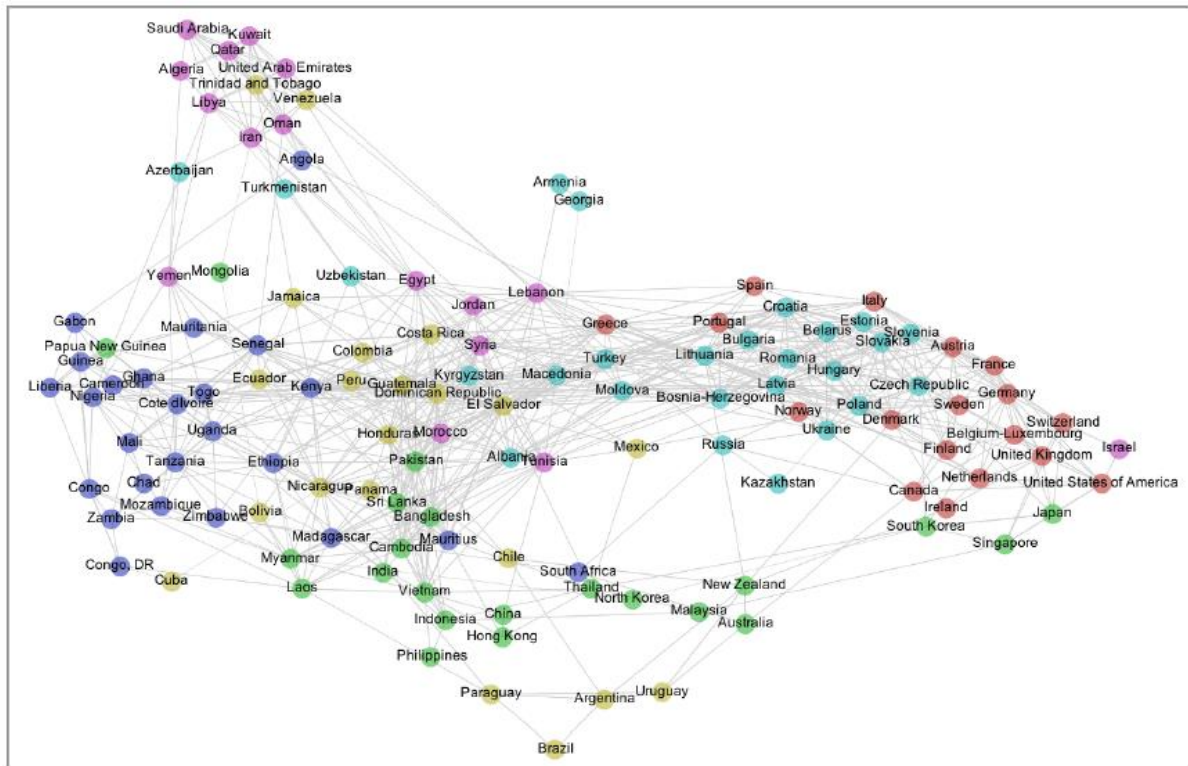 Saudi Arabia
Kuwait
Qatar
Algeria
United Arab Emirates
Trinidad and Tobago
Venezuela
Libya
Oman
Iran
Angola
Azerbaijan
Turkmenistan
Armenia
Georgia
Yemen
Mongolia
Uzbekistan
Egypt
Jamaica
Jordan
Lebanon
Spain
Italy
Croatia
Gabon
Mauritania
Costa Rica
Greece
Portugal
Estonia
Belarus
Slovenia
Bulgaria
Slovakia
Papua New Guinea
Senegal
Colombia
Syria
Austria
Guinea
Turkey
Lithuania
Romania
France
Liberia
Cameroon
Ghana
Ecuador
Kenya
Peru
Guatemala
Kyrgyzstan
Macedonia
Hungary
Nigeria
Togo
Dominican Republic
Moldova
Latvia
Czech Republic
Germany
Cote dIvoire
El Salvador
Bosnia-Herzegovina
Poland
Sweden
Norway
Denmark
Switzerland
Uganda
Honduras
Morocco
Ukraine
Belgium-Luxembourg
Mali
Mexico
Russia
Finland
Israel
Tanzania
Ethiopia
Pakistan
Albania
Tunisia
United Kingdom
Congo
Chad
Nicaragua
Panama
Kazakhstan
Netherlands
United States of America
Mozambique
Sri Lanka
Canada
Zambia
Zimbabwe
Bolivia
Bangladesh
Ireland
Japan
Madagascar
Mauritius
South Korea
Cambodia
Singapore
Congo, DR
Myanmar
Chile
Cuba
India
South Africa
Laos
Vietnam
Thailand
New Zealand
North Korea
Indonesia
China
Malaysia
Australia
Hong Kong
Philippines
Paraguay
Argentina
Uruguay
Brazil